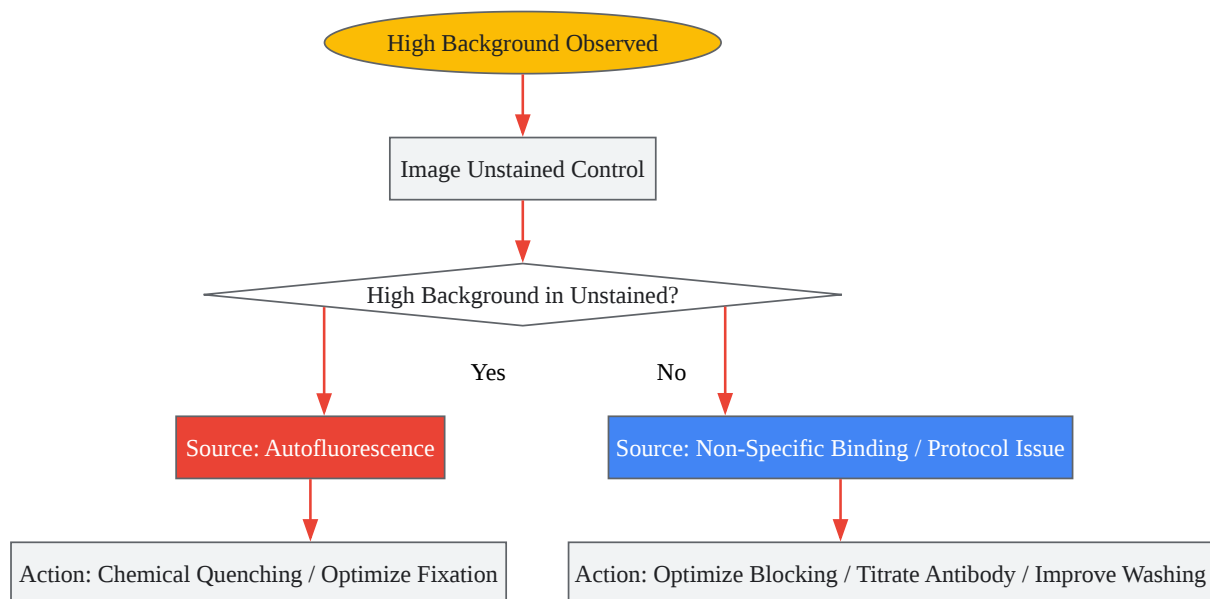 High Background Observed
Image Unstained Control
High Background in Unstained?
Yes
No
Source: Autofluorescence
Source: Non-Specific Binding / Protocol Issue
Action: Chemical Quenching / Optimize Fixation
Action: Optimize Blocking / Titrate Antibody / Improve Washing